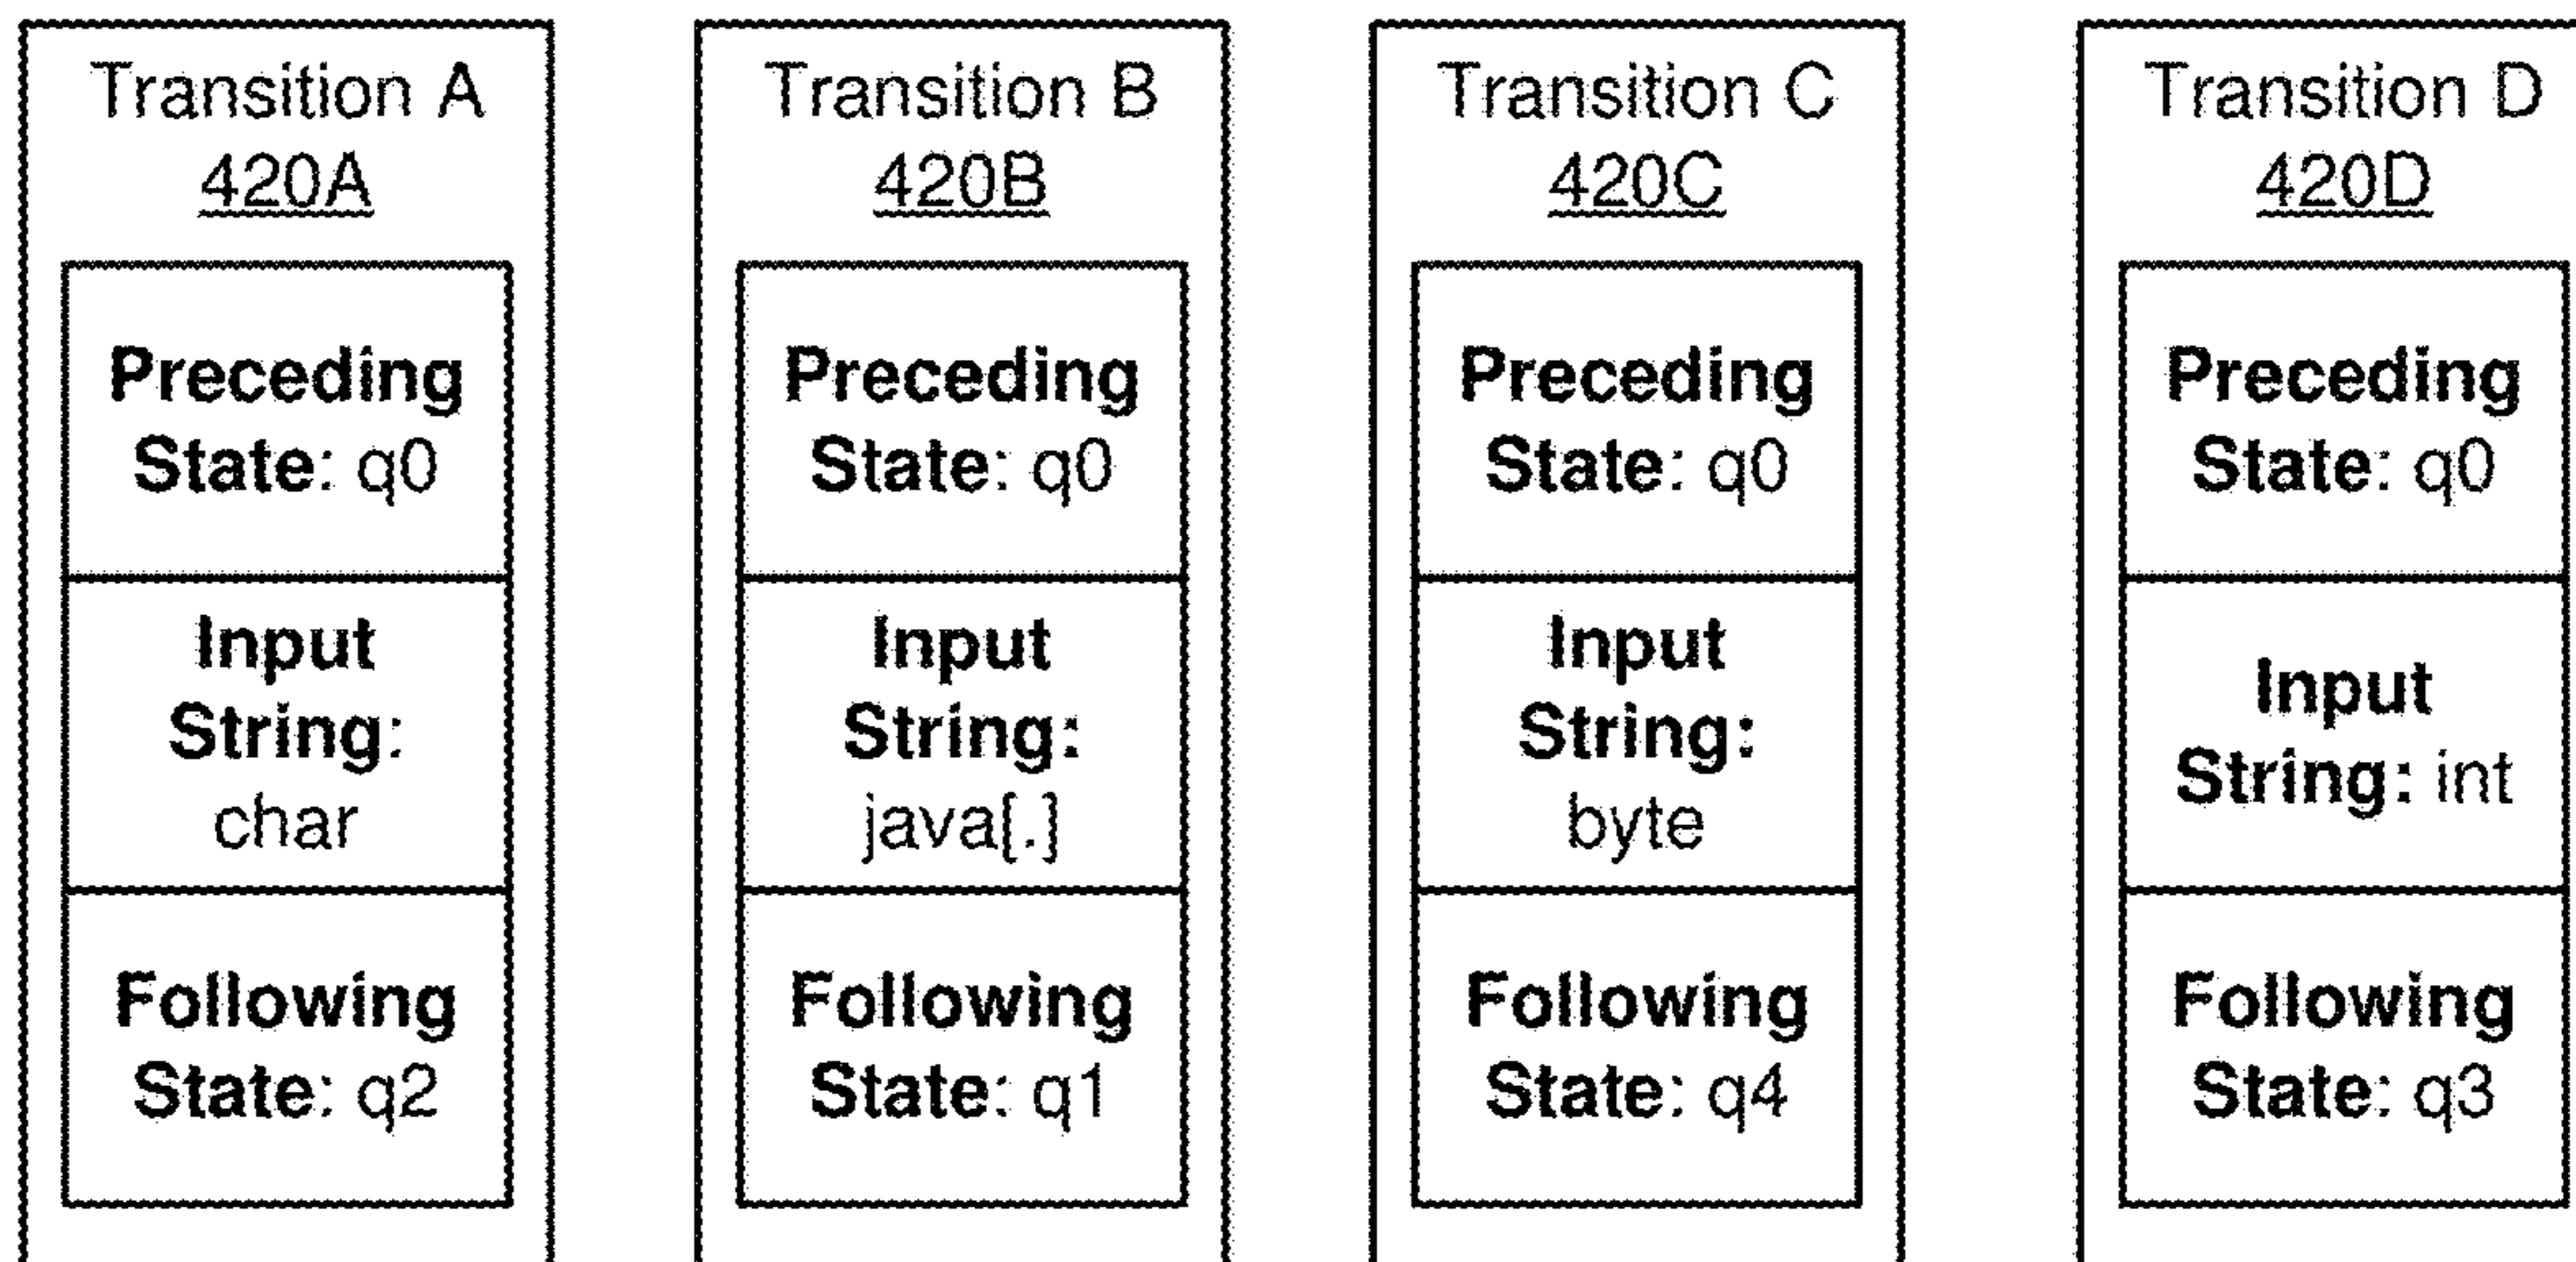 Transition A
420A
Preceding
State: q0
Input
String:
char
Following
State: q2
Transition B
420B
Preceding
State: q0
Input
String:
java[.]
Following
State: q1
Transition C
420C
Preceding
State: q0
Input
String:
byte
Following
State: q4
Transition D
420D
Preceding
State: q0
Input
String: int
Following
State: q3